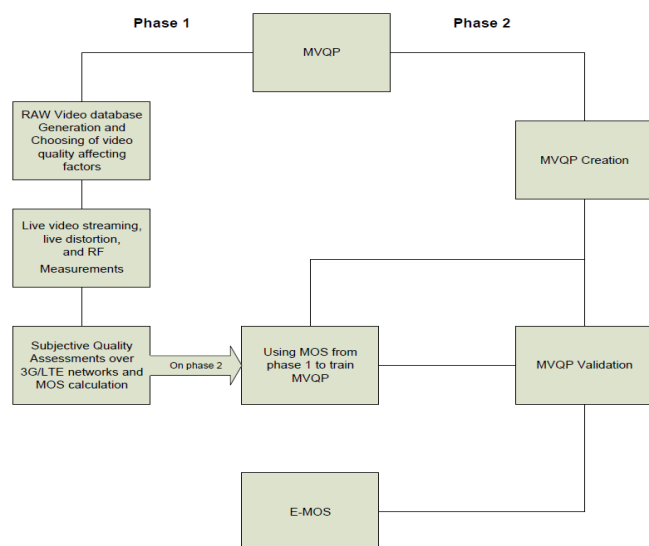 Phase 1
MVQP
Phase 2
RAW Video database
Generation and
Choosing of video
quality affecting
factors
MVQP Creation
Live video streaming,
live distortion,
and RF
Measurements
Subjective Quality
Assessments over
3G/LTE networks and
MOS calculation
On phase 2
Using MOS from
phase 1 to train
MVQP
MVQP Validation
E-MOS